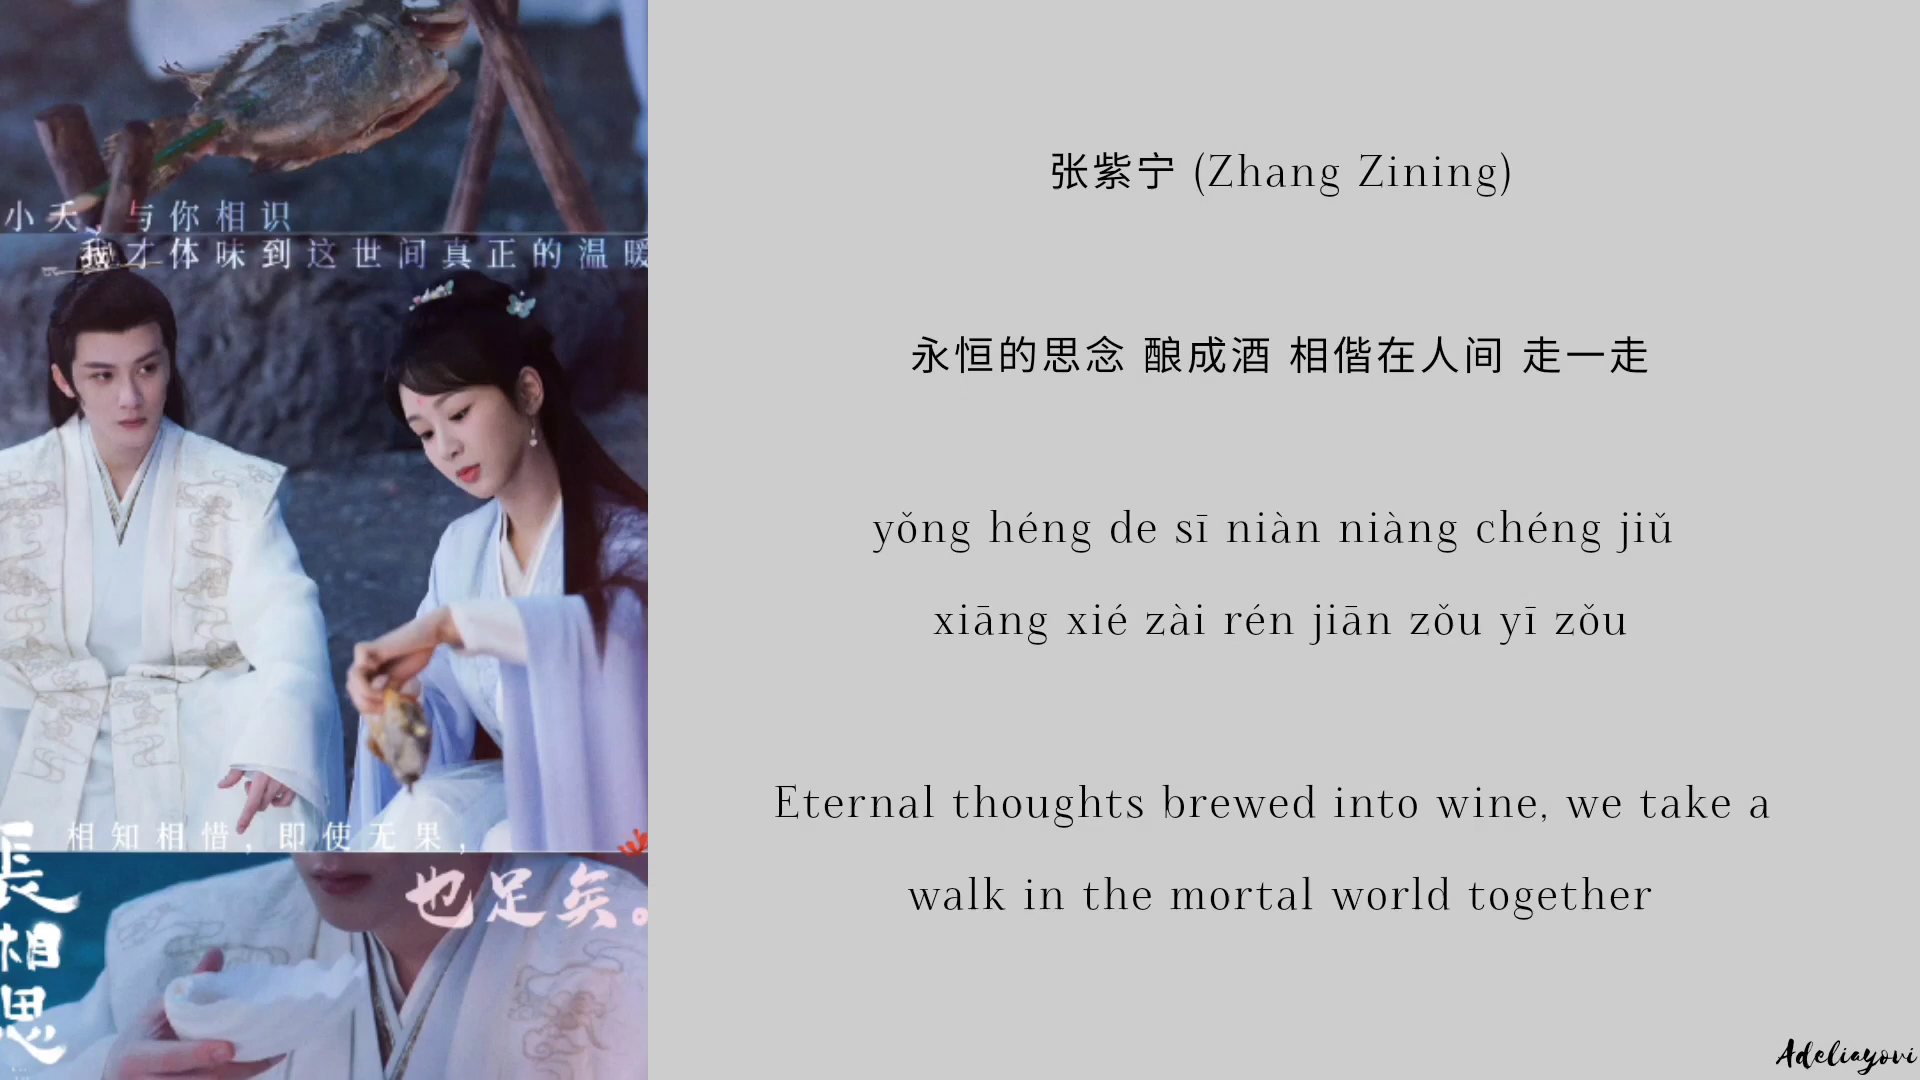 小夭，与你相识
我才体味到这世间真正的温暖
相知相惜，即使无果，
也足矣。
長相思
张紫宁 (Zhang Zining)
永恒的思念 酿成酒 相偕在人间 走一走
yǒng héng de sī niàn niàng chéng jiǔ
xiāng xié zài rén jiān zǒu yī zǒu
Eternal thoughts brewed into wine, we take a
walk in the mortal world together
Adeliayovi